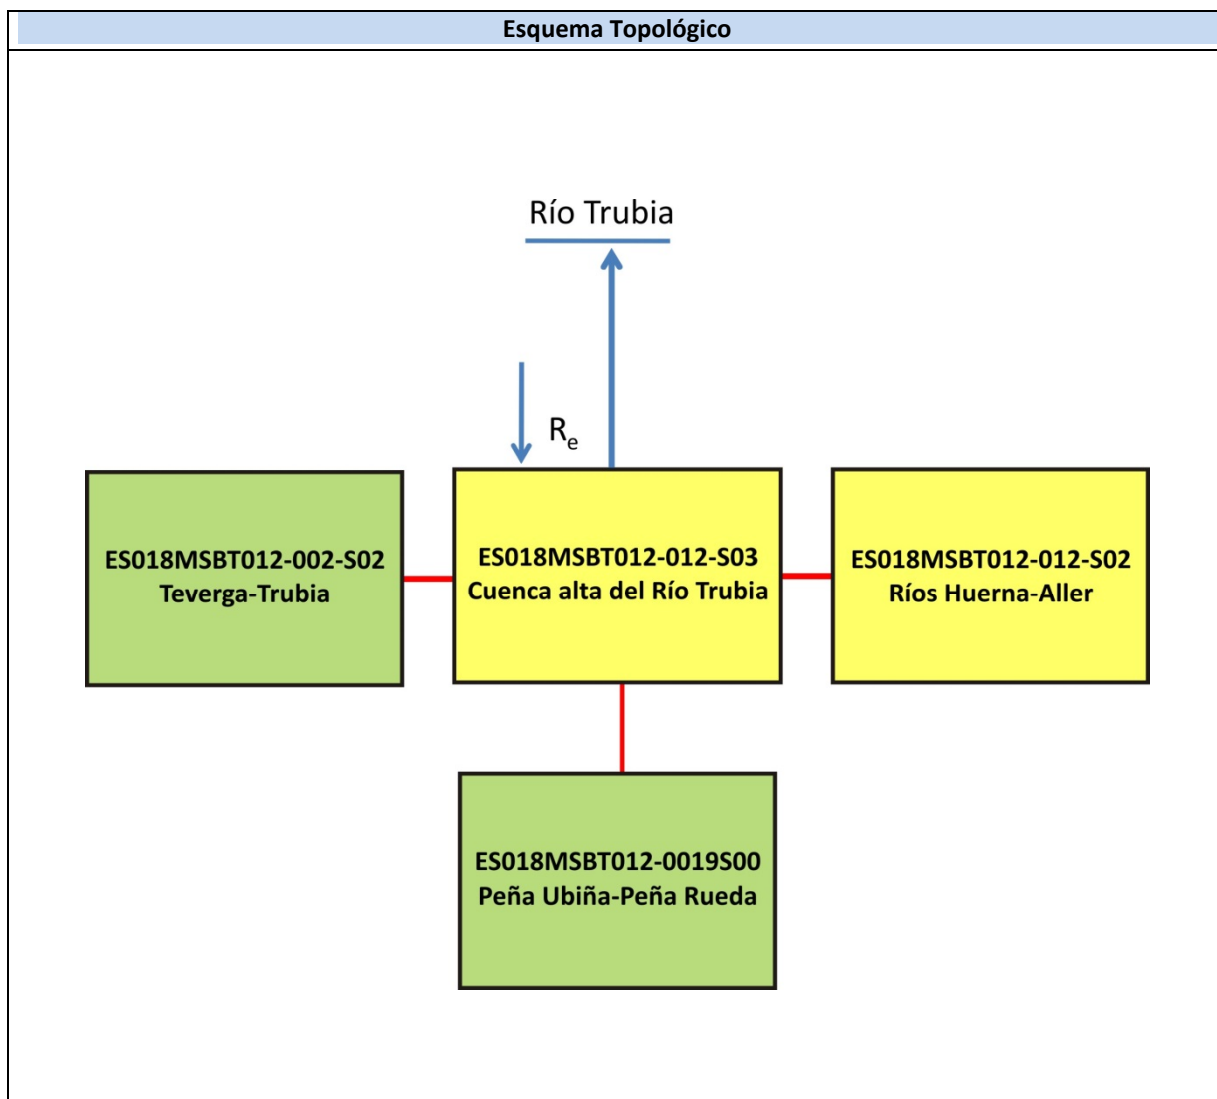 Esquema Topológico
Río Trubia
Re
ES018MSBT012-002-S02
Teverga-Trubia
ES018MSBT012-012-S03
Cuenca alta del Río Trubia
ES018MSBT012-012-S02
Ríos Huerna-Aller
ES018MSBT012-0019S00
Peña Ubiña-Peña Rueda